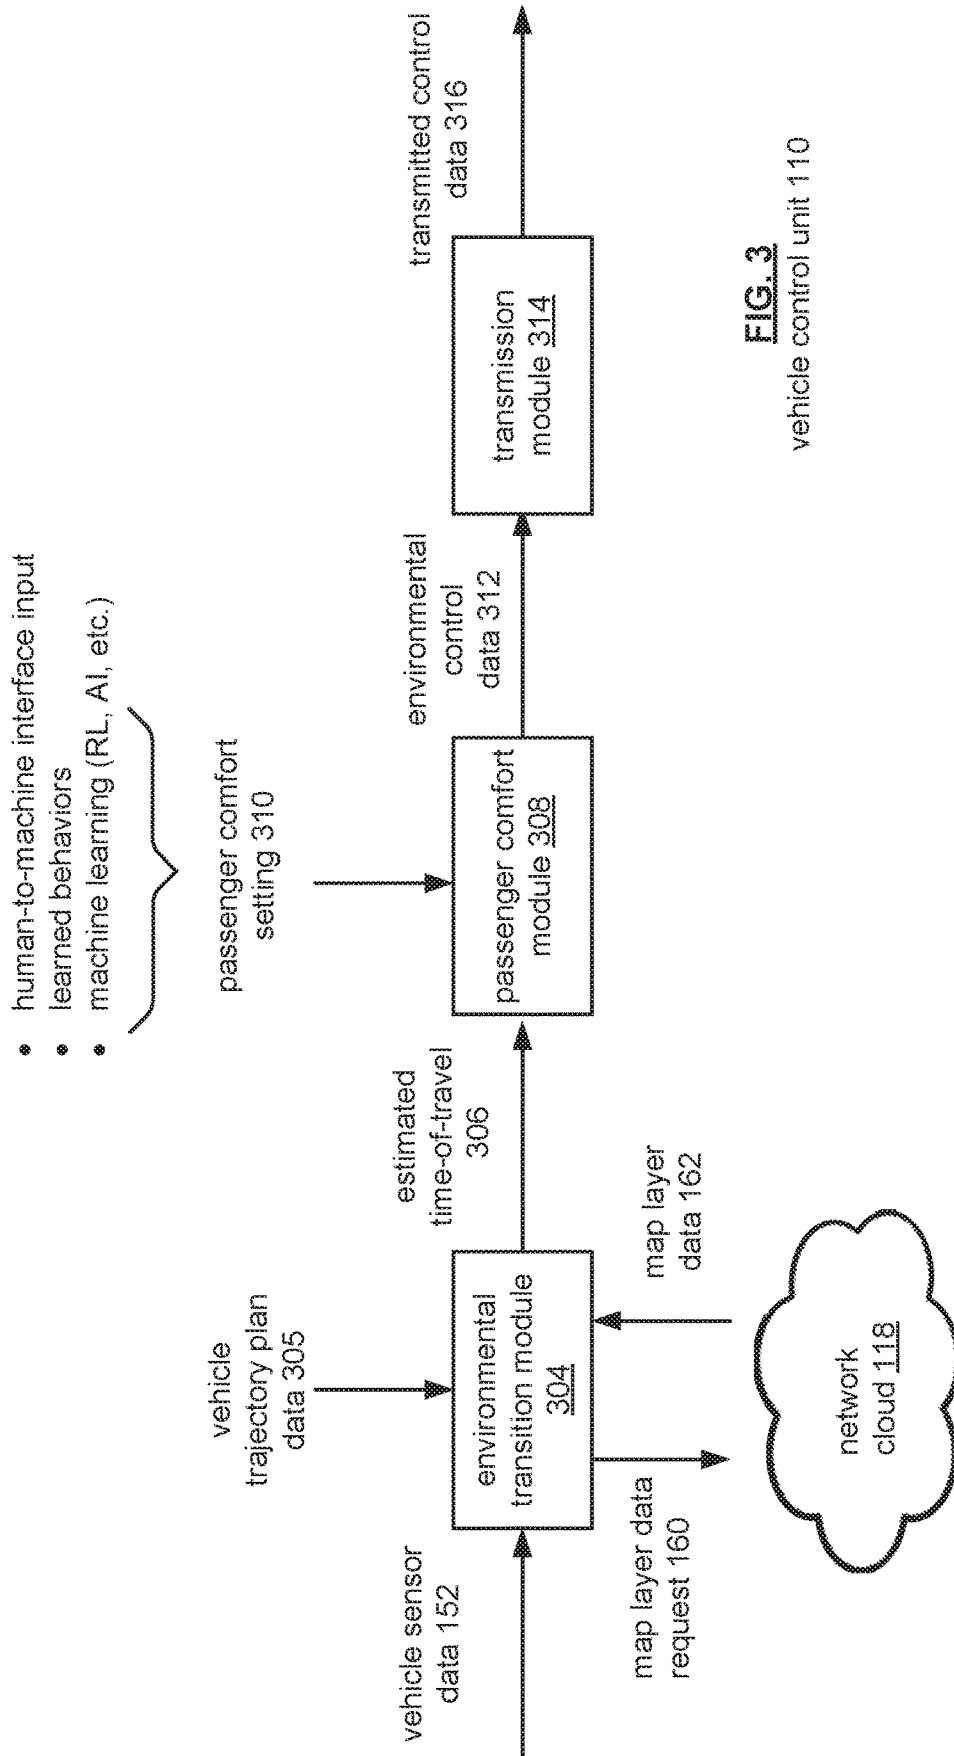 • human-to-machine interface input
• learned behaviors
• machine learning (RL, AI, etc.)
vehicle
trajectory plan
data 305
passenger comfort
setting 310
vehicle sensor
data 152
estimated
time-of-travel
306
environmental
control
data 312
transmitted control
data 316
environmental
transition module
304
passenger comfort
module 308
transmission
module 314
map layer data
request 160
map layer
data 162
network
cloud 118
FIG. 3
vehicle control unit 110